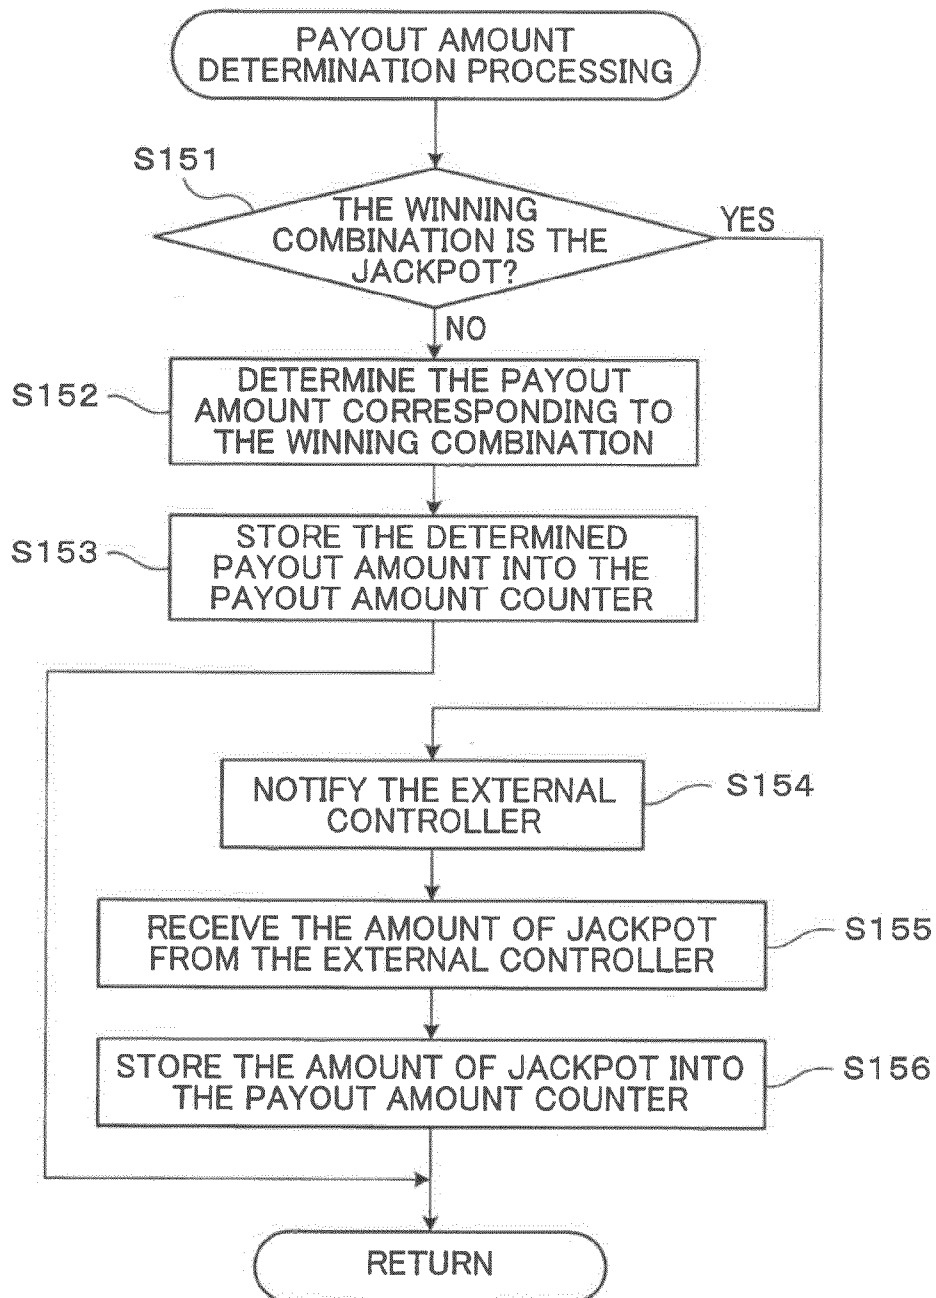 PAYOUT AMOUNT
DETERMINATION PROCESSING
S151
THE WINNING
COMBINATION IS THE
JACKPOT?
YES
NO
S152
DETERMINE THE PAYOUT
AMOUNT CORRESPONDING TO
THE WINNING COMBINATION
S153
STORE THE DETERMINED
PAYOUT AMOUNT INTO THE
PAYOUT AMOUNT COUNTER
NOTIFY THE EXTERNAL
CONTROLLER
S154
RECEIVE THE AMOUNT OF JACKPOT
FROM THE EXTERNAL CONTROLLER
S155
STORE THE AMOUNT OF JACKPOT INTO
THE PAYOUT AMOUNT COUNTER
S156
RETURN